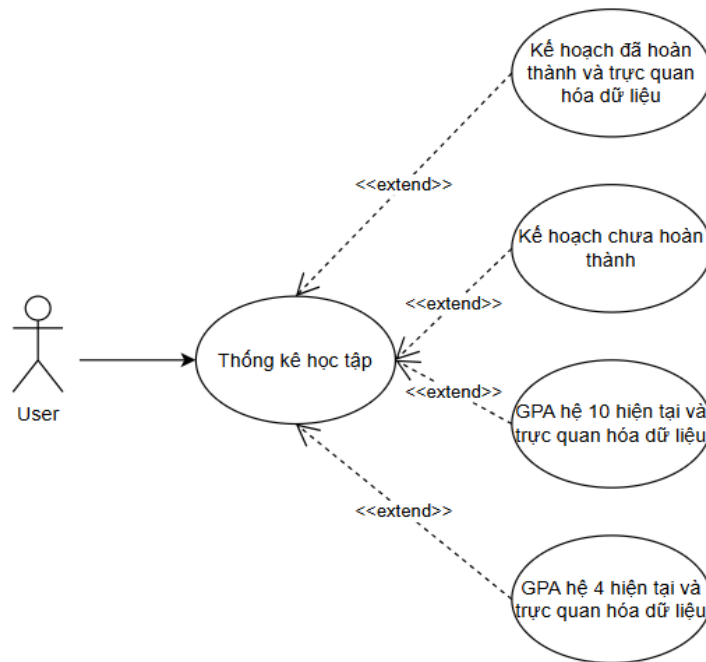 Kế hoạch đã hoàn
thành và trực quan
hóa dữ liệu
<<extend>>
Kế hoạch chưa hoàn
thành
<<extend>>
Thống kê học tập
User
<<extend>>
GPA hệ 10 hiện tại và
trực quan hóa dữ liệu
<<extend>>
GPA hệ 4 hiện tại và
trực quan hóa dữ liệu